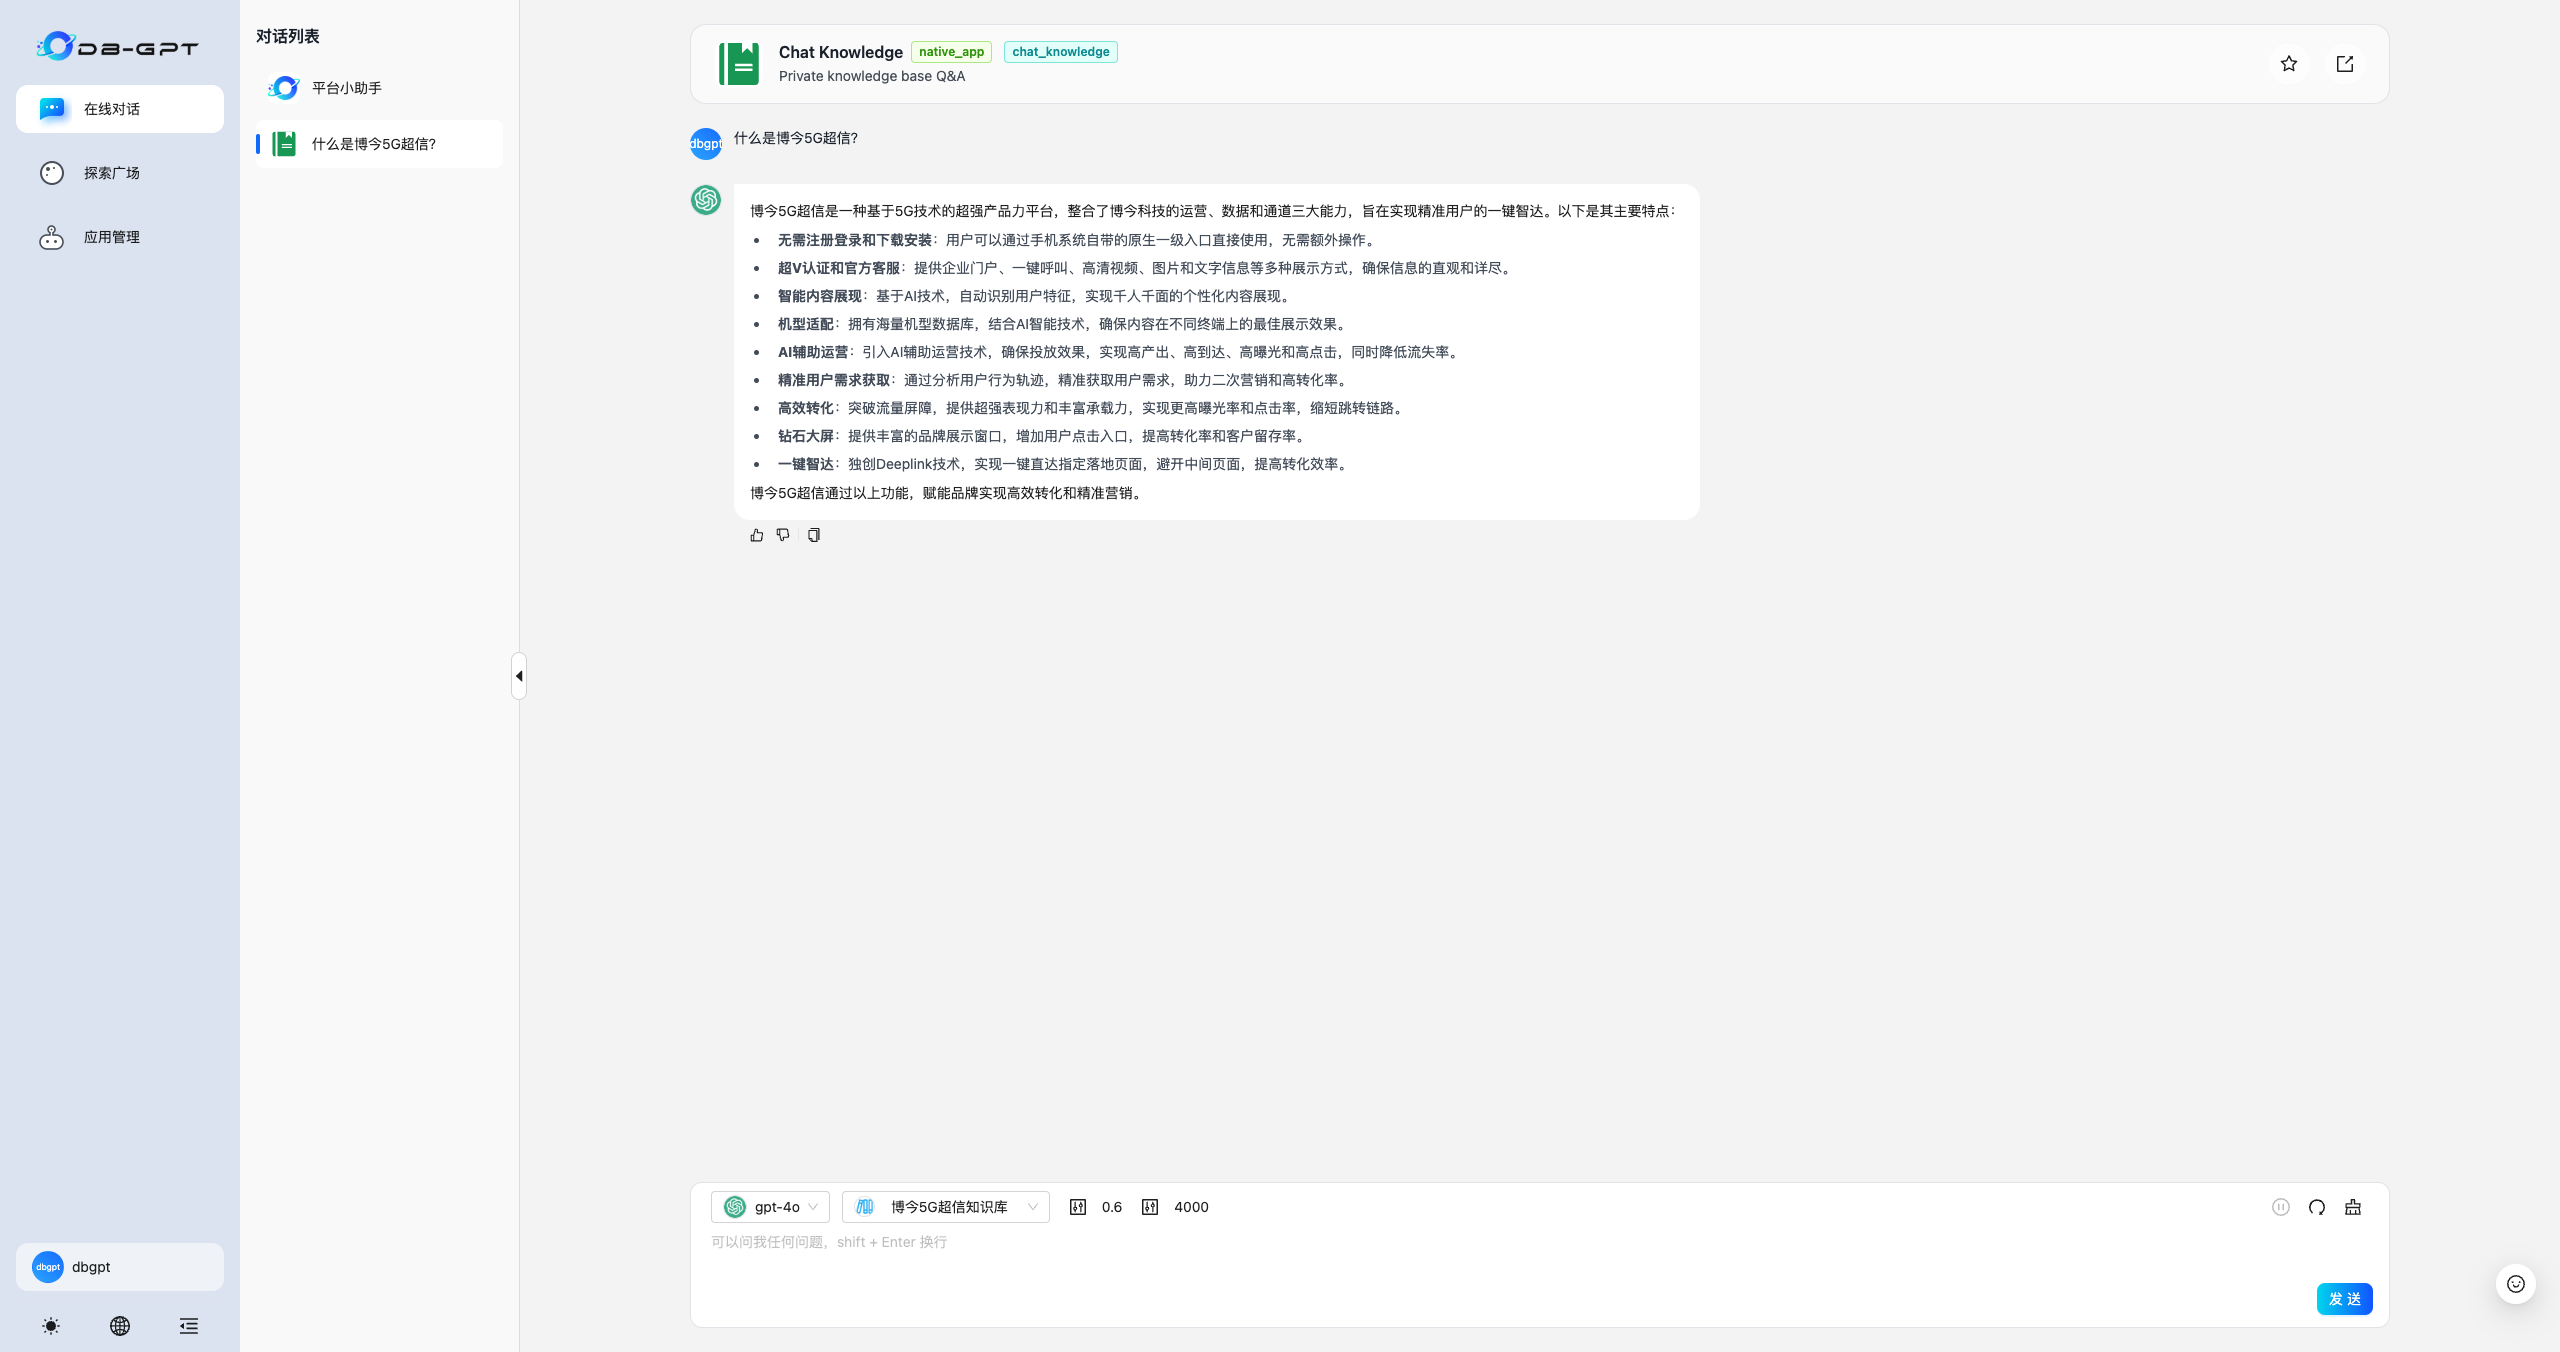 DB-GPT
在线对话
探索广场
应用管理
dbgpt
dbgpt
对话列表
平台小助手
什么是博今5G超信?
Chat Knowledge native_app chat_knowledge
Private knowledge base Q&A
dbgpt
什么是博今5G超信?
博今5G超信是一种基于5G技术的超强产品力平台，整合了博今科技的运营、数据和通道三大能力，旨在实现精准用户的一键智达。以下是其主要特点：
• 无需注册登录和下载安装：用户可以通过手机系统自带的原生一级入口直接使用，无需额外操作。
• 超V认证和官方客服：提供企业门户、一键呼叫、高清视频、图片和文字信息等多种展示方式，确保信息的直观和详尽。
• 智能内容展现：基于AI技术，自动识别用户特征，实现千人千面的个性化内容展现。
• 机型适配：拥有海量机型数据库，结合AI智能技术，确保内容在不同终端上的最佳展示效果。
• AI辅助运营：引入AI辅助运营技术，确保投放效果，实现高产出、高到达、高曝光和高点击，同时降低流失率。
• 精准用户需求获取：通过分析用户行为轨迹，精准获取用户需求，助力二次营销和高转化率。
• 高效转化：突破流量屏障，提供超强表现力和丰富承载力，实现更高曝光率和点击率，缩短跳转链路。
• 钻石大屏：提供丰富的品牌展示窗口，增加用户点击入口，提高转化率和客户留存率。
• 一键智达：独创Deeplink技术，实现一键直达指定落地页面，避开中间页面，提高转化效率。
博今5G超信通过以上功能，赋能品牌实现高效转化和精准营销。
gpt-4o 博今5G超信知识库 0.6 4000
可以问我任何问题，shift + Enter 换行
发 送